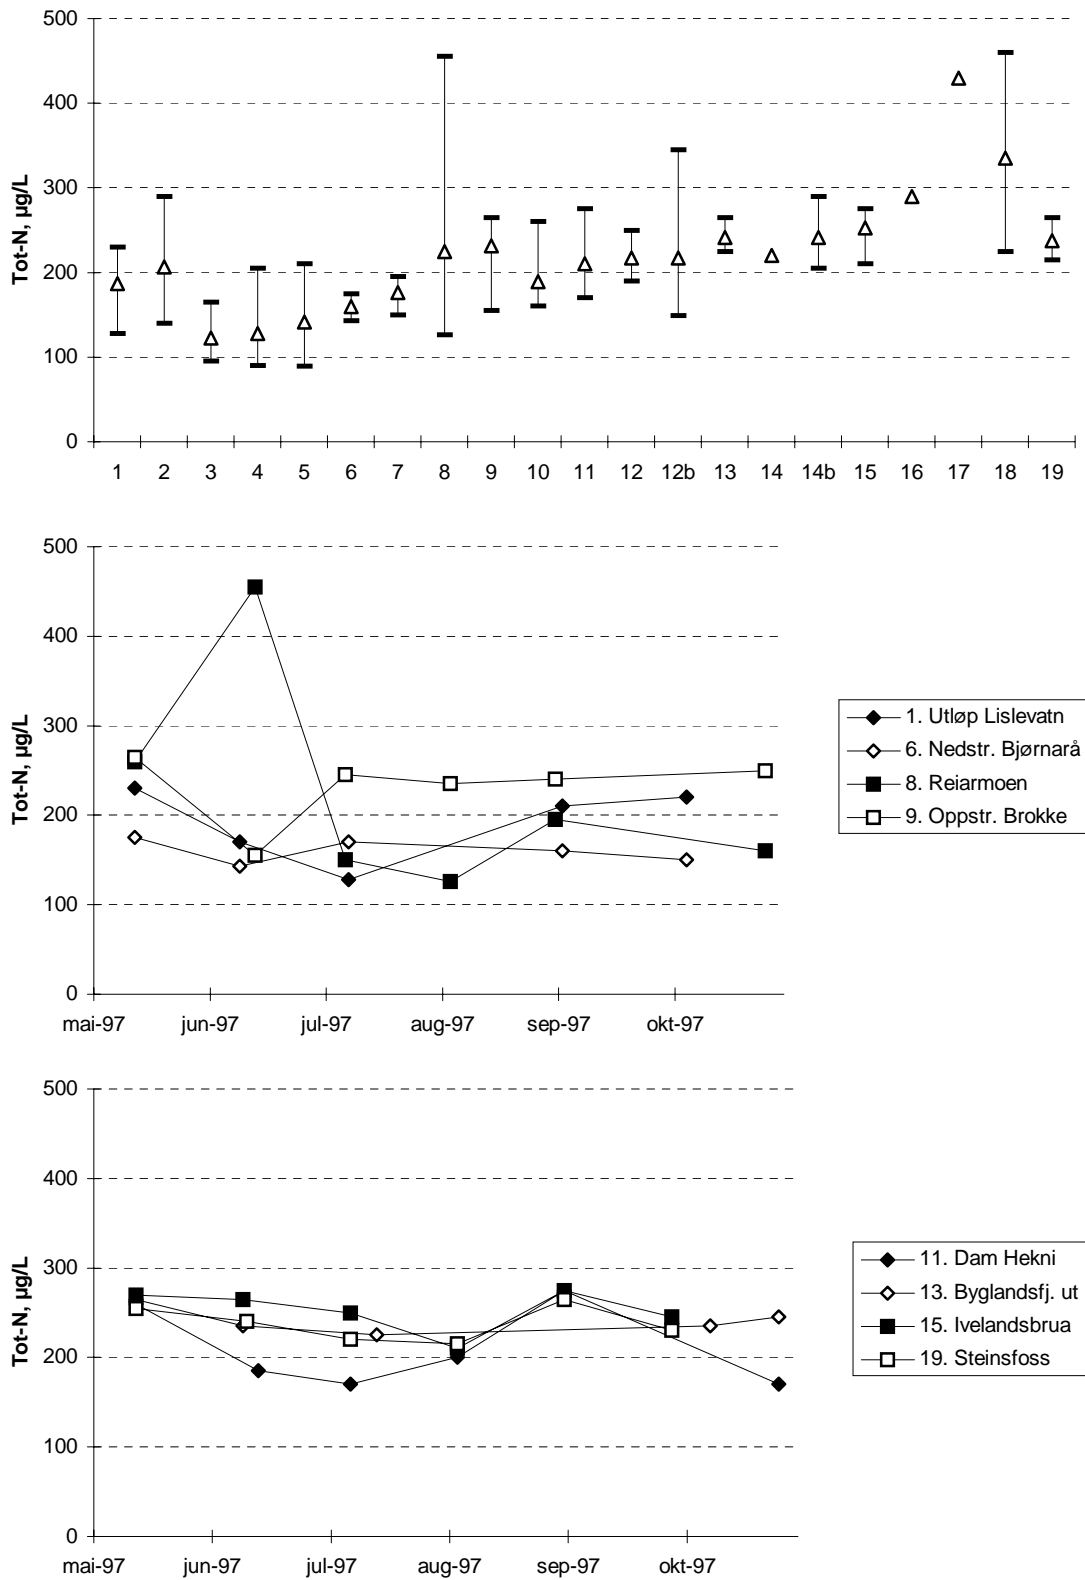 500
400
300
200
100
0
Tot-N, µg/L
1 2 3 4 5 6 7 8 9 10 11 12 12b 13 14 14b 15 16 17 18 19
500
400
300
200
100
0
Tot-N, µg/L
mai-97 jun-97 jul-97 aug-97 sep-97 okt-97
1. Utløp Lislevatn
6. Nedstr. Bjørnarå
8. Reiarmoen
9. Oppstr. Brokke
500
400
300
200
100
0
Tot-N, µg/L
mai-97 jun-97 jul-97 aug-97 sep-97 okt-97
11. Dam Hekni
13. Byglandsfj. ut
15. Ivelandsbrua
19. Steinsfoss